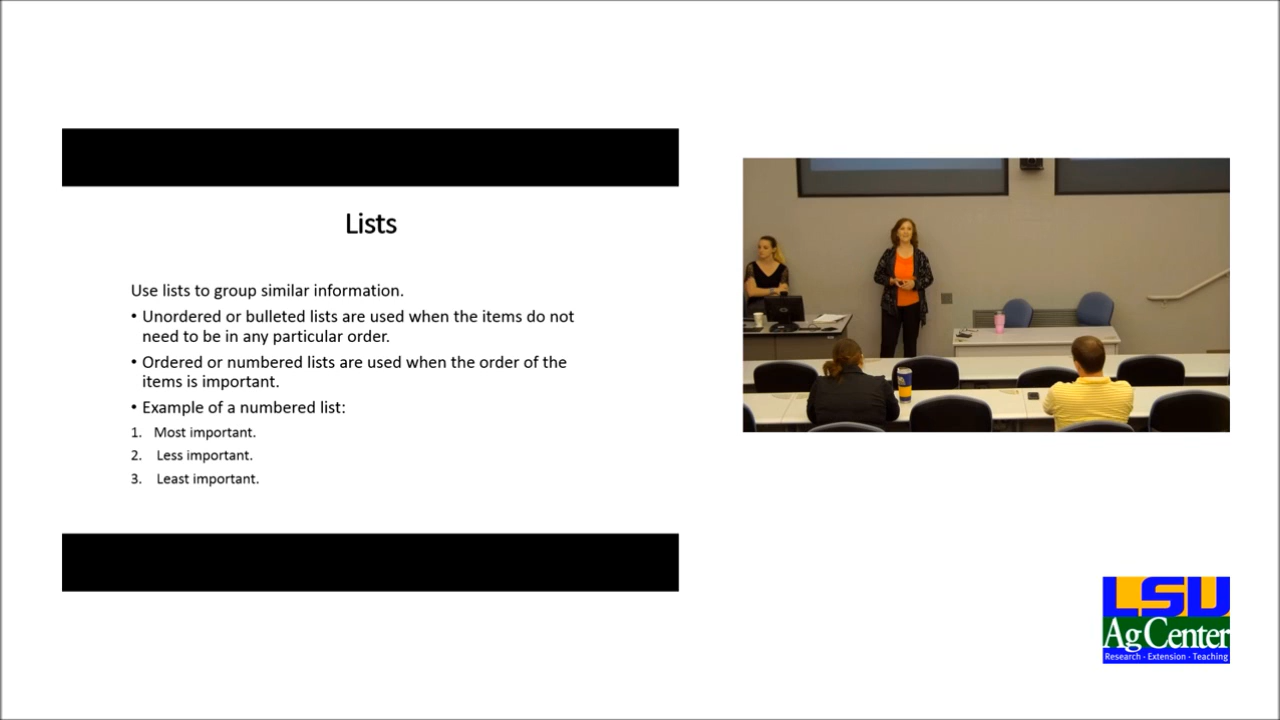 Lists
Use lists to group similar information.
• Unordered or bulleted lists are used when the items do not
need to be in any particular order.
• Ordered or numbered lists are used when the order of the
items is important.
• Example of a numbered list:
1. Most important.
2. Less important.
3. Least important.
LSU
AgCenter
Research - Extension - Teaching